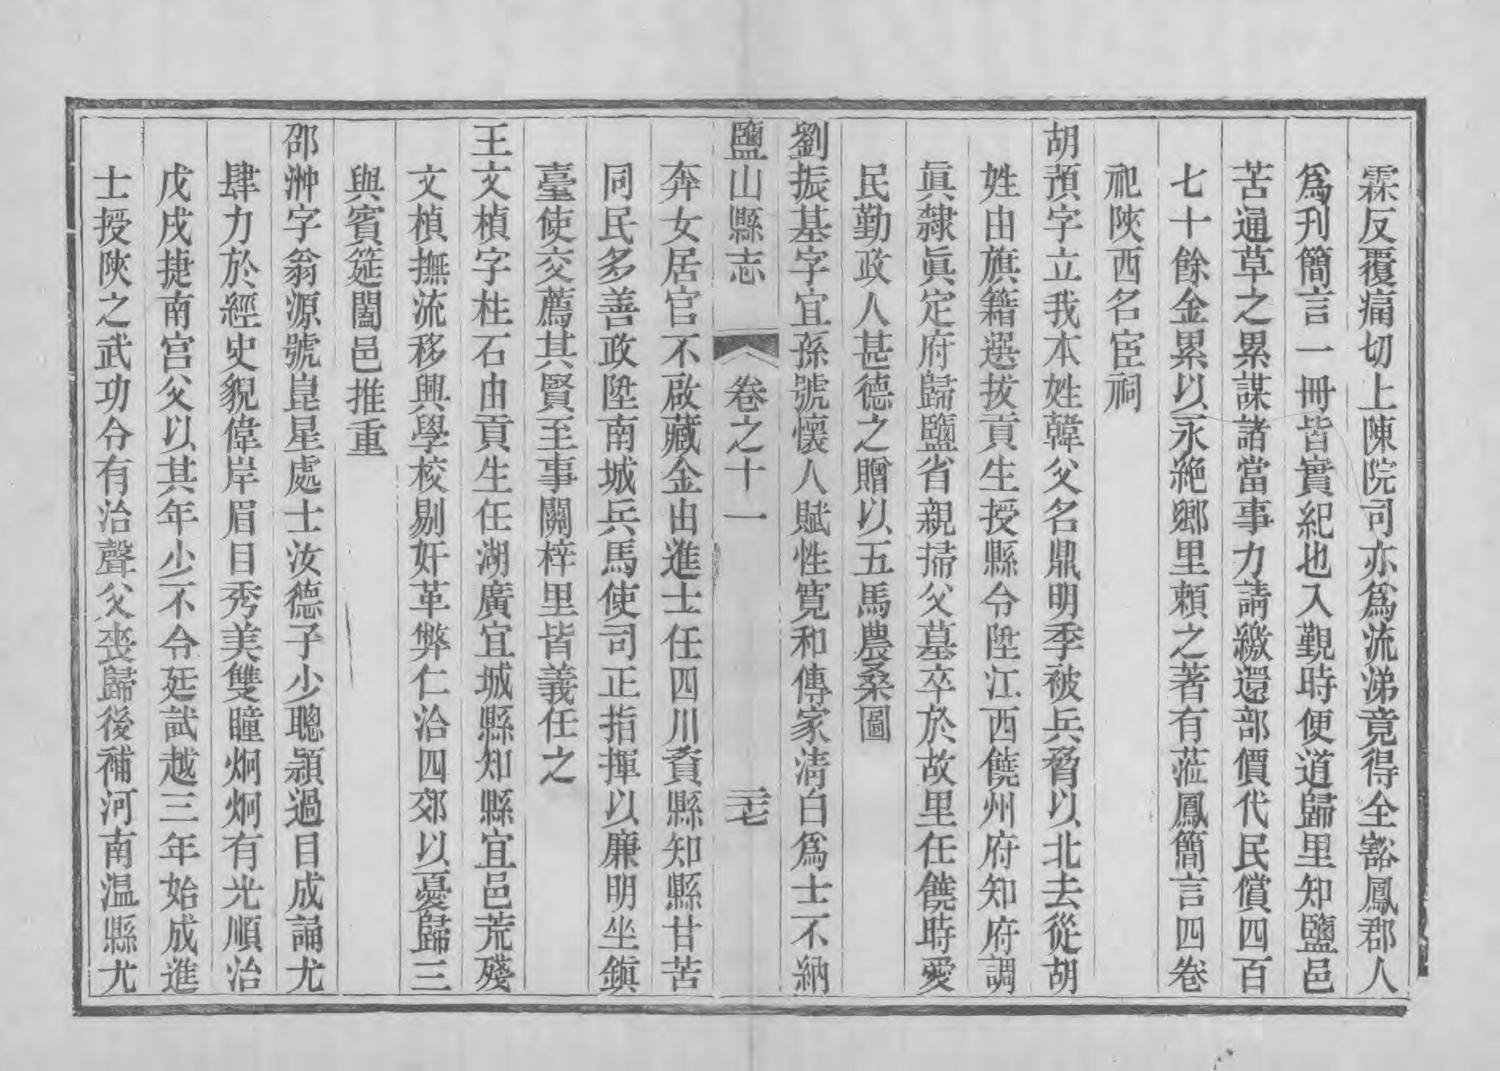 霖反覆痛切上陳院司亦爲流涕竟得全豁鳳郡人
爲刋簡言一冊皆實紀也入覲時便道歸里知鹽邑
苦通草之累謀諸當事力請繳還部價代民償四百
七十餘金累以永絶鄉里賴之著有蒞鳳簡言四卷
祀陝西名宦祠
胡預字立我本姓韓父名鼎明季被兵脅以北去從胡
姓由旗籍選拔貢生授縣令陞江西饒州府知府調
眞隸眞定府歸鹽省親掃父墓卒於故里任饒時愛
民勤政人甚德之贈以五馬農桑圖
劉振基字宜孫號懷人賦性寬和傳家淸白爲士不納
鹽山縣志 卷之十一 三七
奔女居官不啟藏金由進士任四川資縣知縣甘苦
同民多善政陞南城兵馬使司正指揮以廉明坐鎭
臺使交薦其賢至事關梓里皆義任之
王文楨字柱石由貢生任湖廣宜城縣知縣宜邑荒殘
文楨撫流移興學校剔奸革弊仁洽四郊以憂歸三
與賓筵闔邑推重
邵翀字翁源號崑星處士汝德子少聰頴過目成誦尤
肆力於經史貌偉岸眉目秀美雙瞳炯炯有光順治
戊戌捷南宮父以其年少不令廷試越三年始成進
士授陝之武功令有治聲父喪歸後補河南温縣尤